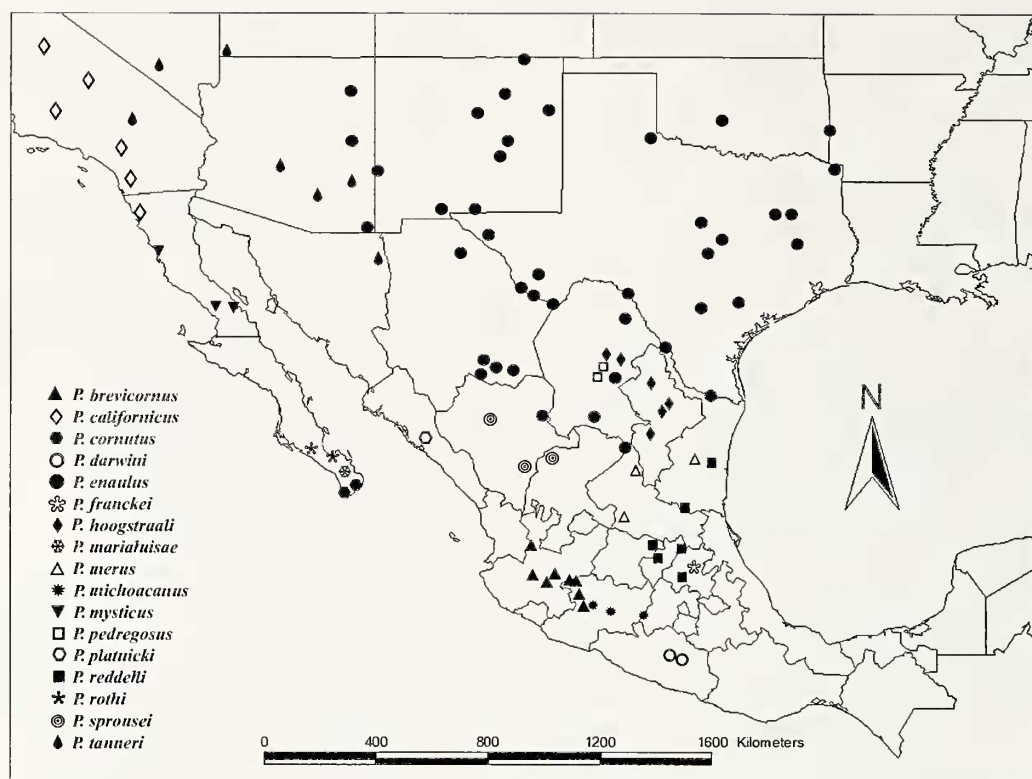 N
P. brevicornus
P. californicus
P. cornutus
P. darwini
P. enaulus
P. franckei
P. hoogstraali
P. marialuisae
P. merus
P. michoacanus
P. mysticus
P. pedregosus
P. platnicki
P. reddelli
P. rothi
P. sprousei
P. tanneri
0 400 800 1200 1600 Kilometers